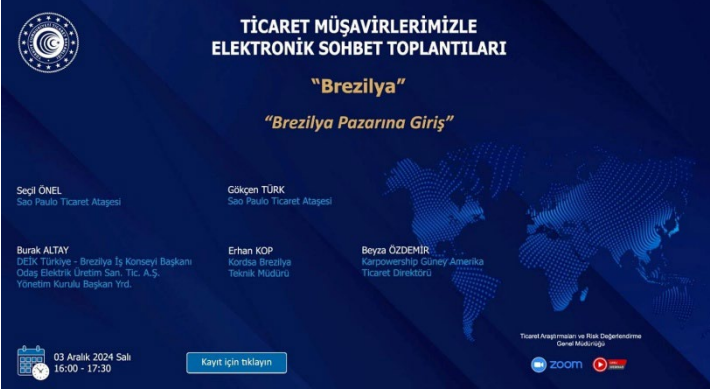 TİCARET MÜŞAVİRLERİMİZLE
ELEKTRONİK SOHBET TOPLANTILARI
“Brezilya”
“Brezilya Pazarına Giriş”
Seçil ÖNEL
Sao Paulo Ticaret Ataşesi
Gökçen TÜRK
Sao Paulo Ticaret Ataşesi
Burak ALTAY
DEİK Türkiye - Brezilya İş Konseyi Başkanı
Odaş Elektrik Üretim San. Tic. A.Ş.
Yönetim Kurulu Başkan Yrd.
Erhan KOP
Kordsa Brezilya
Teknik Müdürü
Beyza ÖZDEMİR
Karpowership Güney Amerika
Ticaret Direktörü
Ticaret Araştırmaları ve Risk Değerlendirme
Genel Müdürlüğü
03 Aralık 2024 Salı
16:00 - 17:30
Kayıt için tıklayın
zoom